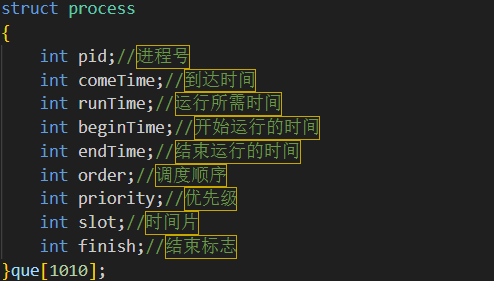 struct process
{
int pid;//进程号
int comeTime;//到达时间
int runTime;//运行所需时间
int beginTime;//开始运行的时间
int endTime;//结束运行的时间
int order;//调度顺序
int priority;//优先级
int slot;//时间片
int finish;//结束标志
}que[1010];